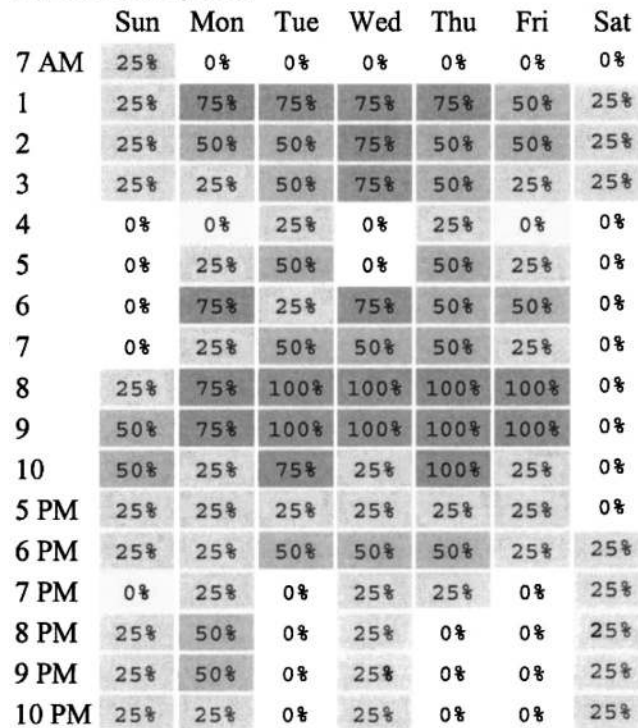 Sun Mon Tue Wed Thu Fri Sat
7 AM 25% 0% 0% 0% 0% 0% 0%
1 25% 75% 75% 75% 75% 50% 25%
2 25% 50% 50% 75% 50% 50% 25%
3 25% 25% 50% 75% 50% 25% 25%
4 0% 0% 25% 0% 25% 0% 0%
5 0% 25% 50% 0% 50% 25% 0%
6 0% 75% 25% 75% 50% 50% 0%
7 0% 25% 50% 50% 50% 25% 0%
8 25% 75% 100% 100% 100% 100% 0%
9 50% 75% 100% 100% 100% 100% 0%
10 50% 25% 75% 25% 100% 25% 0%
5 PM 25% 25% 25% 25% 25% 25% 0%
6 PM 25% 25% 50% 50% 50% 25% 25%
7 PM 0% 25% 0% 25% 25% 0% 25%
8 PM 25% 50% 0% 25% 0% 0% 25%
9 PM 25% 50% 0% 25% 0% 0% 25%
10 PM 25% 25% 0% 25% 0% 0% 25%